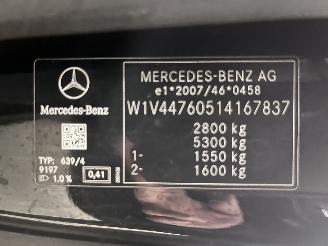 Mercedes-Benz
TYP: 639/4
9197
1.0 % 0,41
MERCEDES-BENZ AG
e1*2007/46*0458
W1V44760514167837
2800 kg
5300 kg
1- 1550 kg
2- 1600 kg